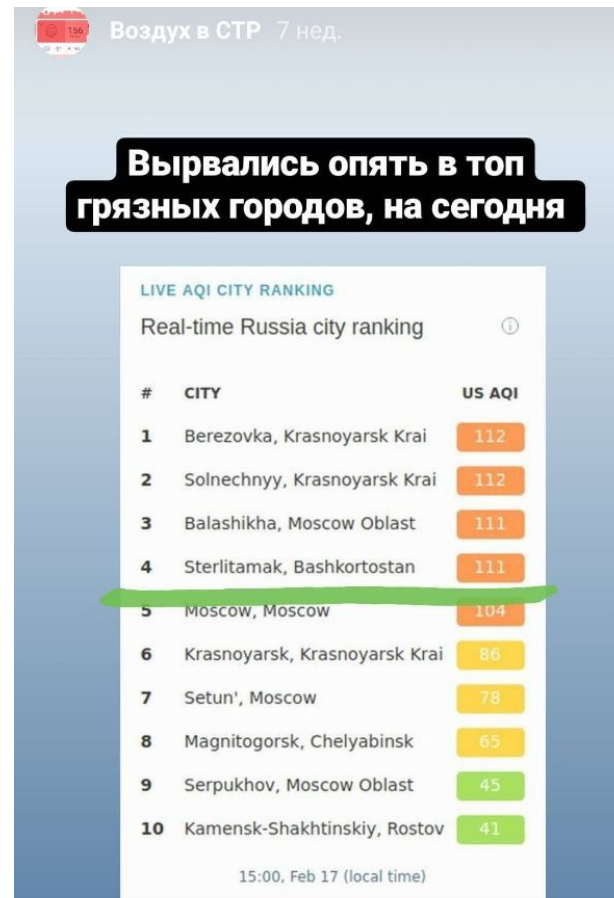 156
Воздух в СТР 7 нед.
Вырвались опять в топ
грязных городов, на сегодня
LIVE AQI CITY RANKING
Real-time Russia city ranking
# CITY US AQI
1 Berezovka, Krasnoyarsk Krai 112
2 Solnechnyy, Krasnoyarsk Krai 112
3 Balashikha, Moscow Oblast 111
4 Sterlitamak, Bashkortostan 111
5 Moscow, Moscow 104
6 Krasnoyarsk, Krasnoyarsk Krai 86
7 Setun', Moscow 78
8 Magnitogorsk, Chelyabinsk 65
9 Serpukhov, Moscow Oblast 45
10 Kamensk-Shakhtinskiy, Rostov 41
15:00, Feb 17 (local time)